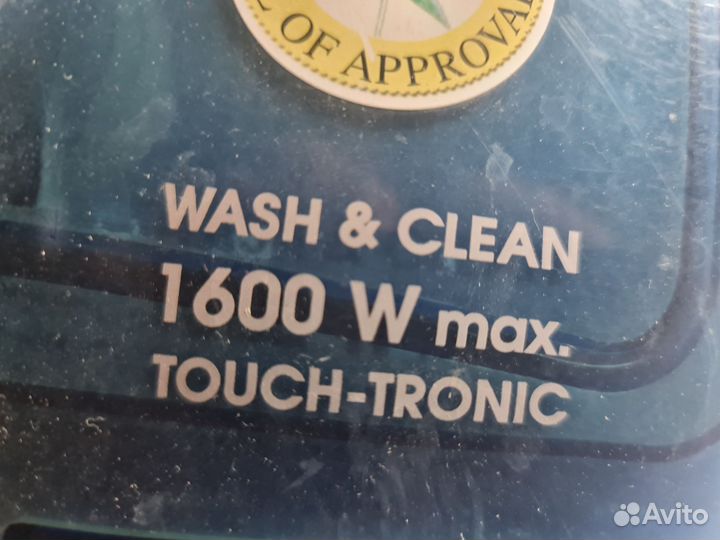 OF APPROVAL
WASH & CLEAN
1600 W max.
TOUCH-TRONIC
Avito